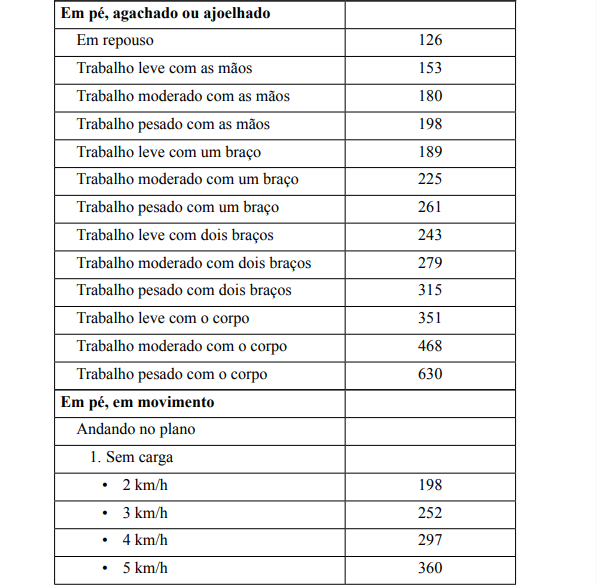 Em pé, agachado ou ajoelhado
Em repouso 126
Trabalho leve com as mãos 153
Trabalho moderado com as mãos 180
Trabalho pesado com as mãos 198
Trabalho leve com um braço 189
Trabalho moderado com um braço 225
Trabalho pesado com um braço 261
Trabalho leve com dois braços 243
Trabalho moderado com dois braços 279
Trabalho pesado com dois braços 315
Trabalho leve com o corpo 351
Trabalho moderado com o corpo 468
Trabalho pesado com o corpo 630
Em pé, em movimento
Andando no plano
1. Sem carga
• 2 km/h 198
• 3 km/h 252
• 4 km/h 297
• 5 km/h 360